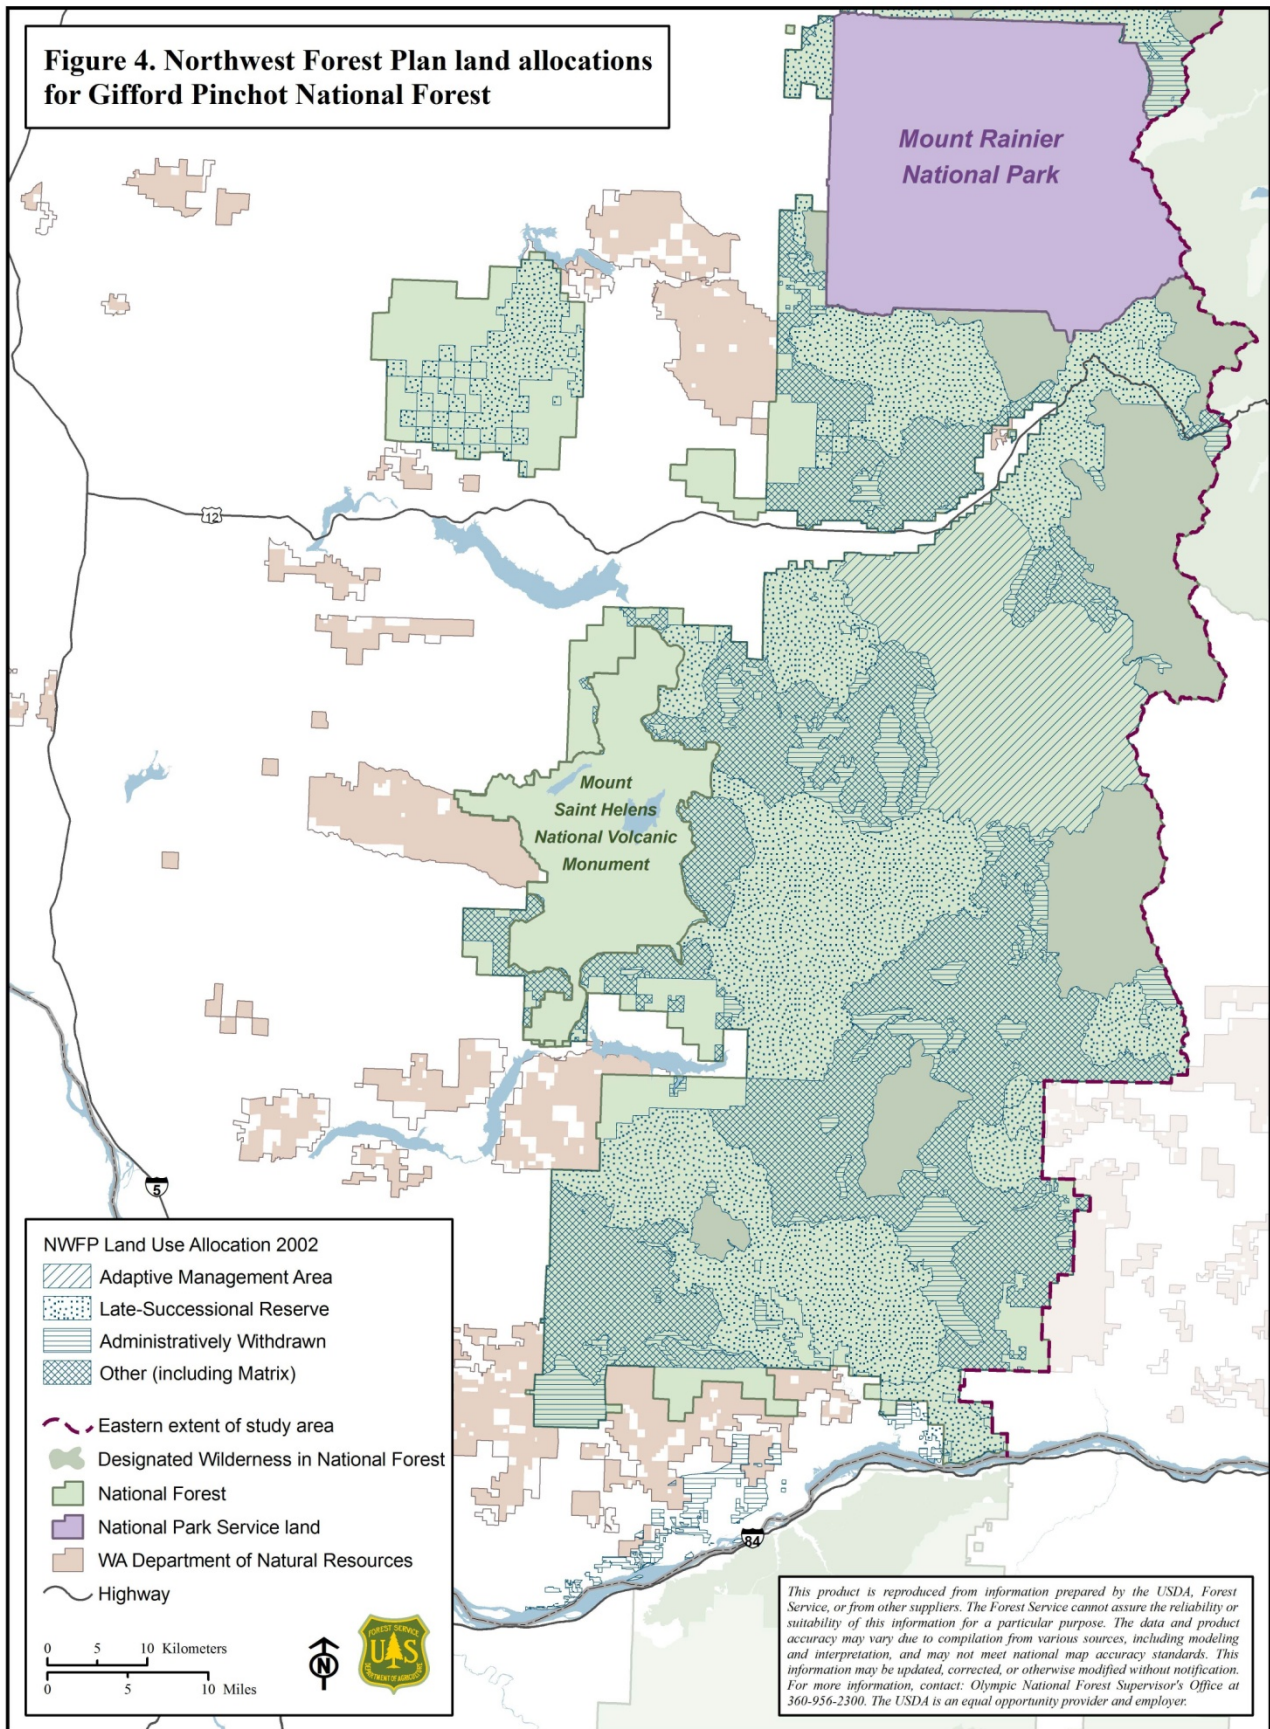 Figure 4. Northwest Forest Plan land allocations
for Gifford Pinchot National Forest
Mount Rainier
National Park
12
Mount
Saint Helens
National Volcanic
Monument
5
84
NWFP Land Use Allocation 2002
Adaptive Management Area
Late-Successional Reserve
Administratively Withdrawn
Other (including Matrix)
Eastern extent of study area
Designated Wilderness in National Forest
National Forest
National Park Service land
WA Department of Natural Resources
Highway
0 5 10 Kilometers
0 5 10 Miles
N
FOREST SERVICE
US
DEPARTMENT OF AGRICULTURE
This product is reproduced from information prepared by the USDA, Forest
Service, or from other suppliers. The Forest Service cannot assure the reliability or
suitability of this information for a particular purpose. The data and product
accuracy may vary due to compilation from various sources, including modeling
and interpretation, and may not meet national map accuracy standards. This
information may be updated, corrected, or otherwise modified without notification.
For more information, contact: Olympic National Forest Supervisor's Office at
360-956-2300. The USDA is an equal opportunity provider and employer.